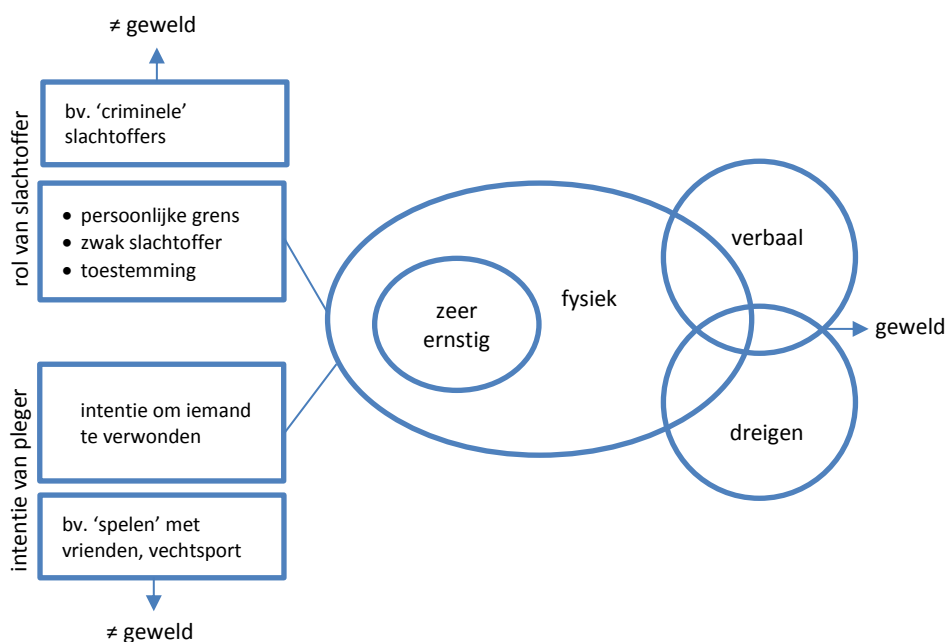 ≠ geweld
rol van slachtoffer
bv. ‘criminele’
slachtoffers
• persoonlijke grens
• zwak slachtoffer
• toestemming
intentie van pleger
intentie om iemand
te verwonden
bv. ‘spelen’ met
vrienden, vechtsport
≠ geweld
zeer
ernstig
fysiek
verbaal
dreigen
geweld